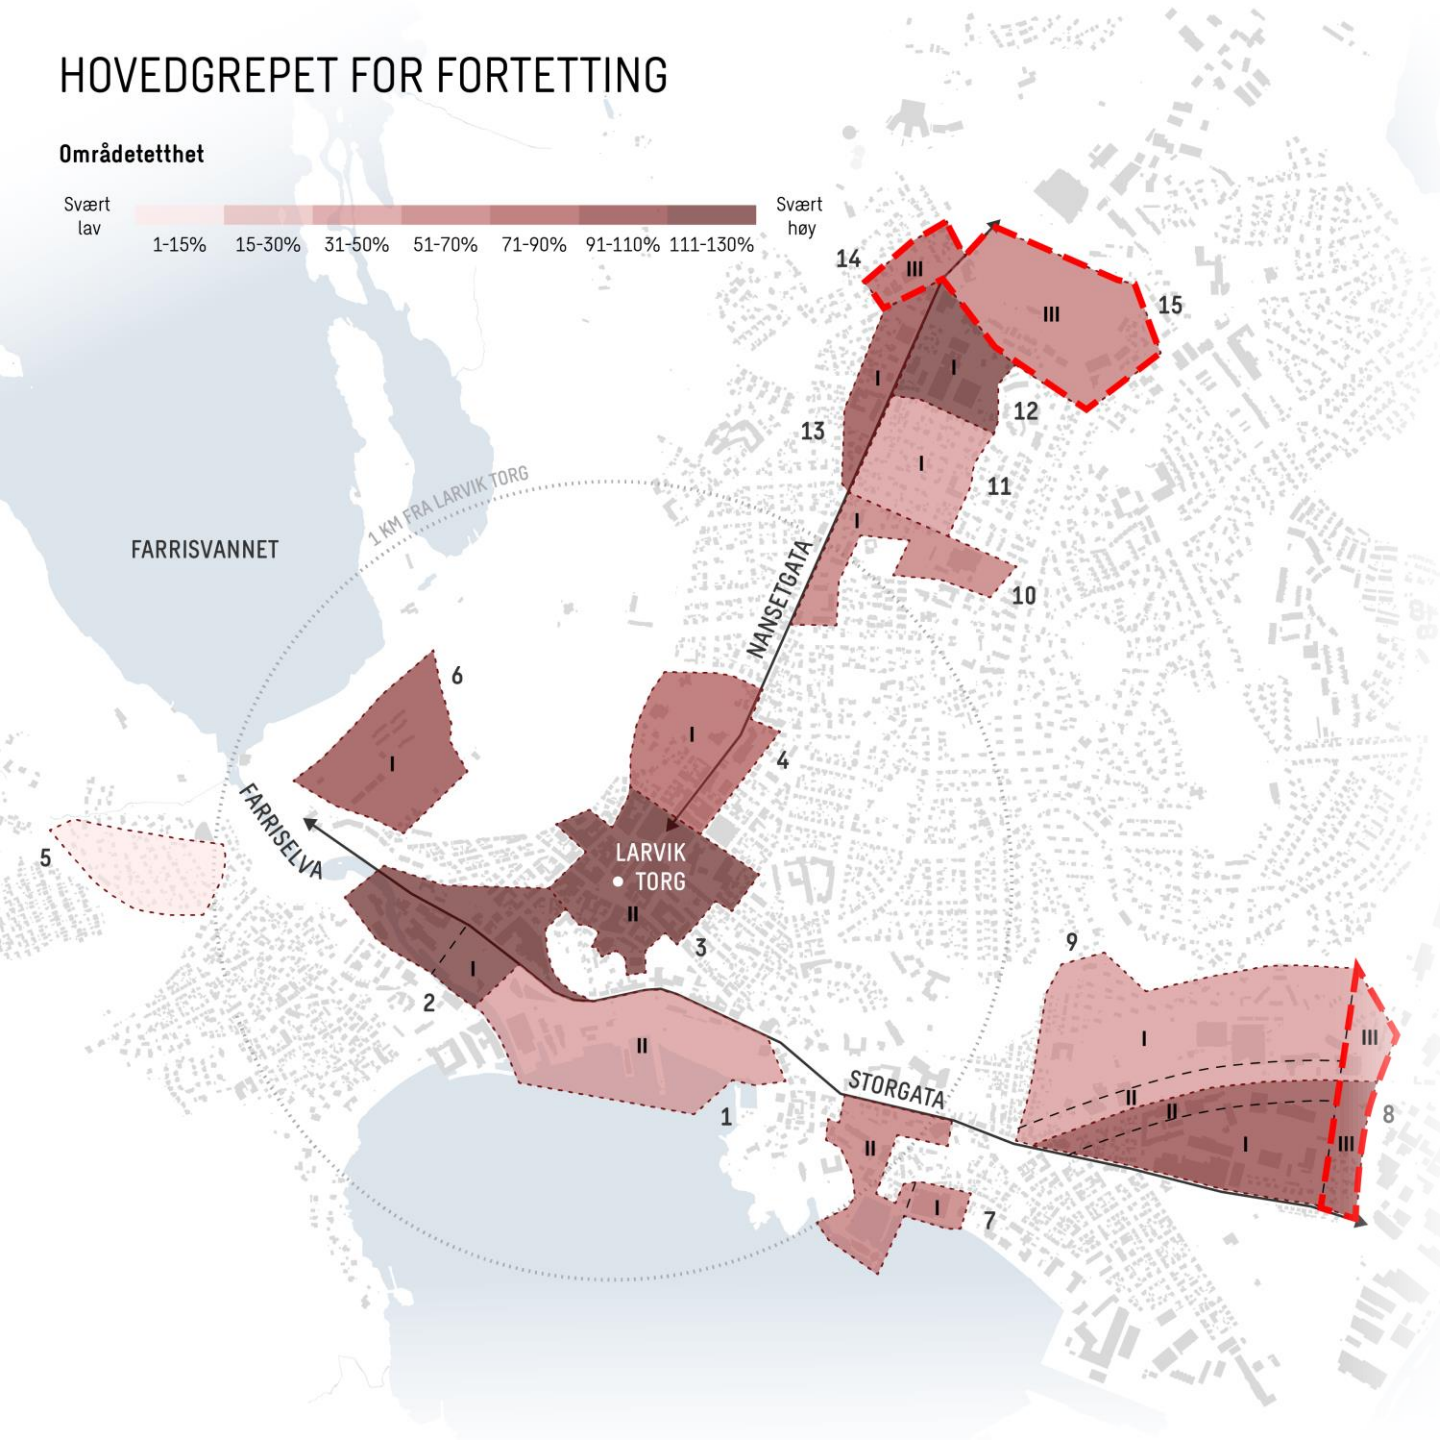 HOVEDGREPET FOR FORTETTING
Områdetetthet
Svært
lav
1-15%
15-30%
31-50%
51-70%
71-90%
91-110%
111-130%
Svært
høy
14
III
15
III
I
I
12
13
I
11
I
10
1 KM FRA LARVIK TORG
FARRISVANNET
NANSETGATA
6
I
I
4
FARRISELVA
5
LARVIK
TORG
II
3
I
2
II
1
9
I
III
II
II
8
I
III
STORGATA
II
I
7